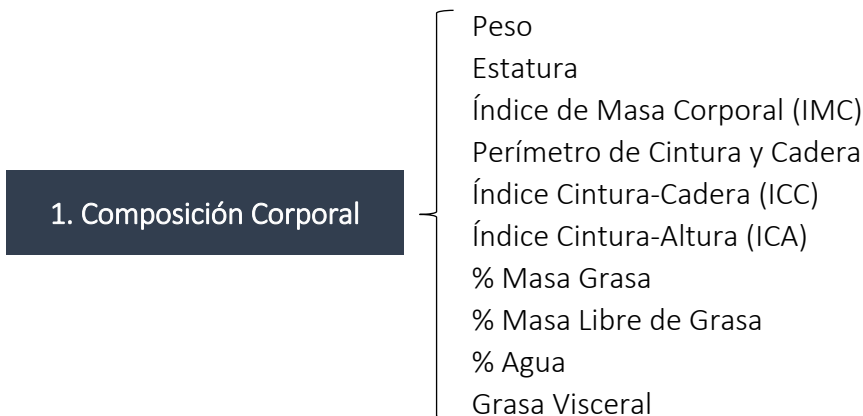 1. Composición Corporal
Peso
Estatura
Índice de Masa Corporal (IMC)
Perímetro de Cintura y Cadera
Índice Cintura-Cadera (ICC)
Índice Cintura-Altura (ICA)
% Masa Grasa
% Masa Libre de Grasa
% Agua
Grasa Visceral